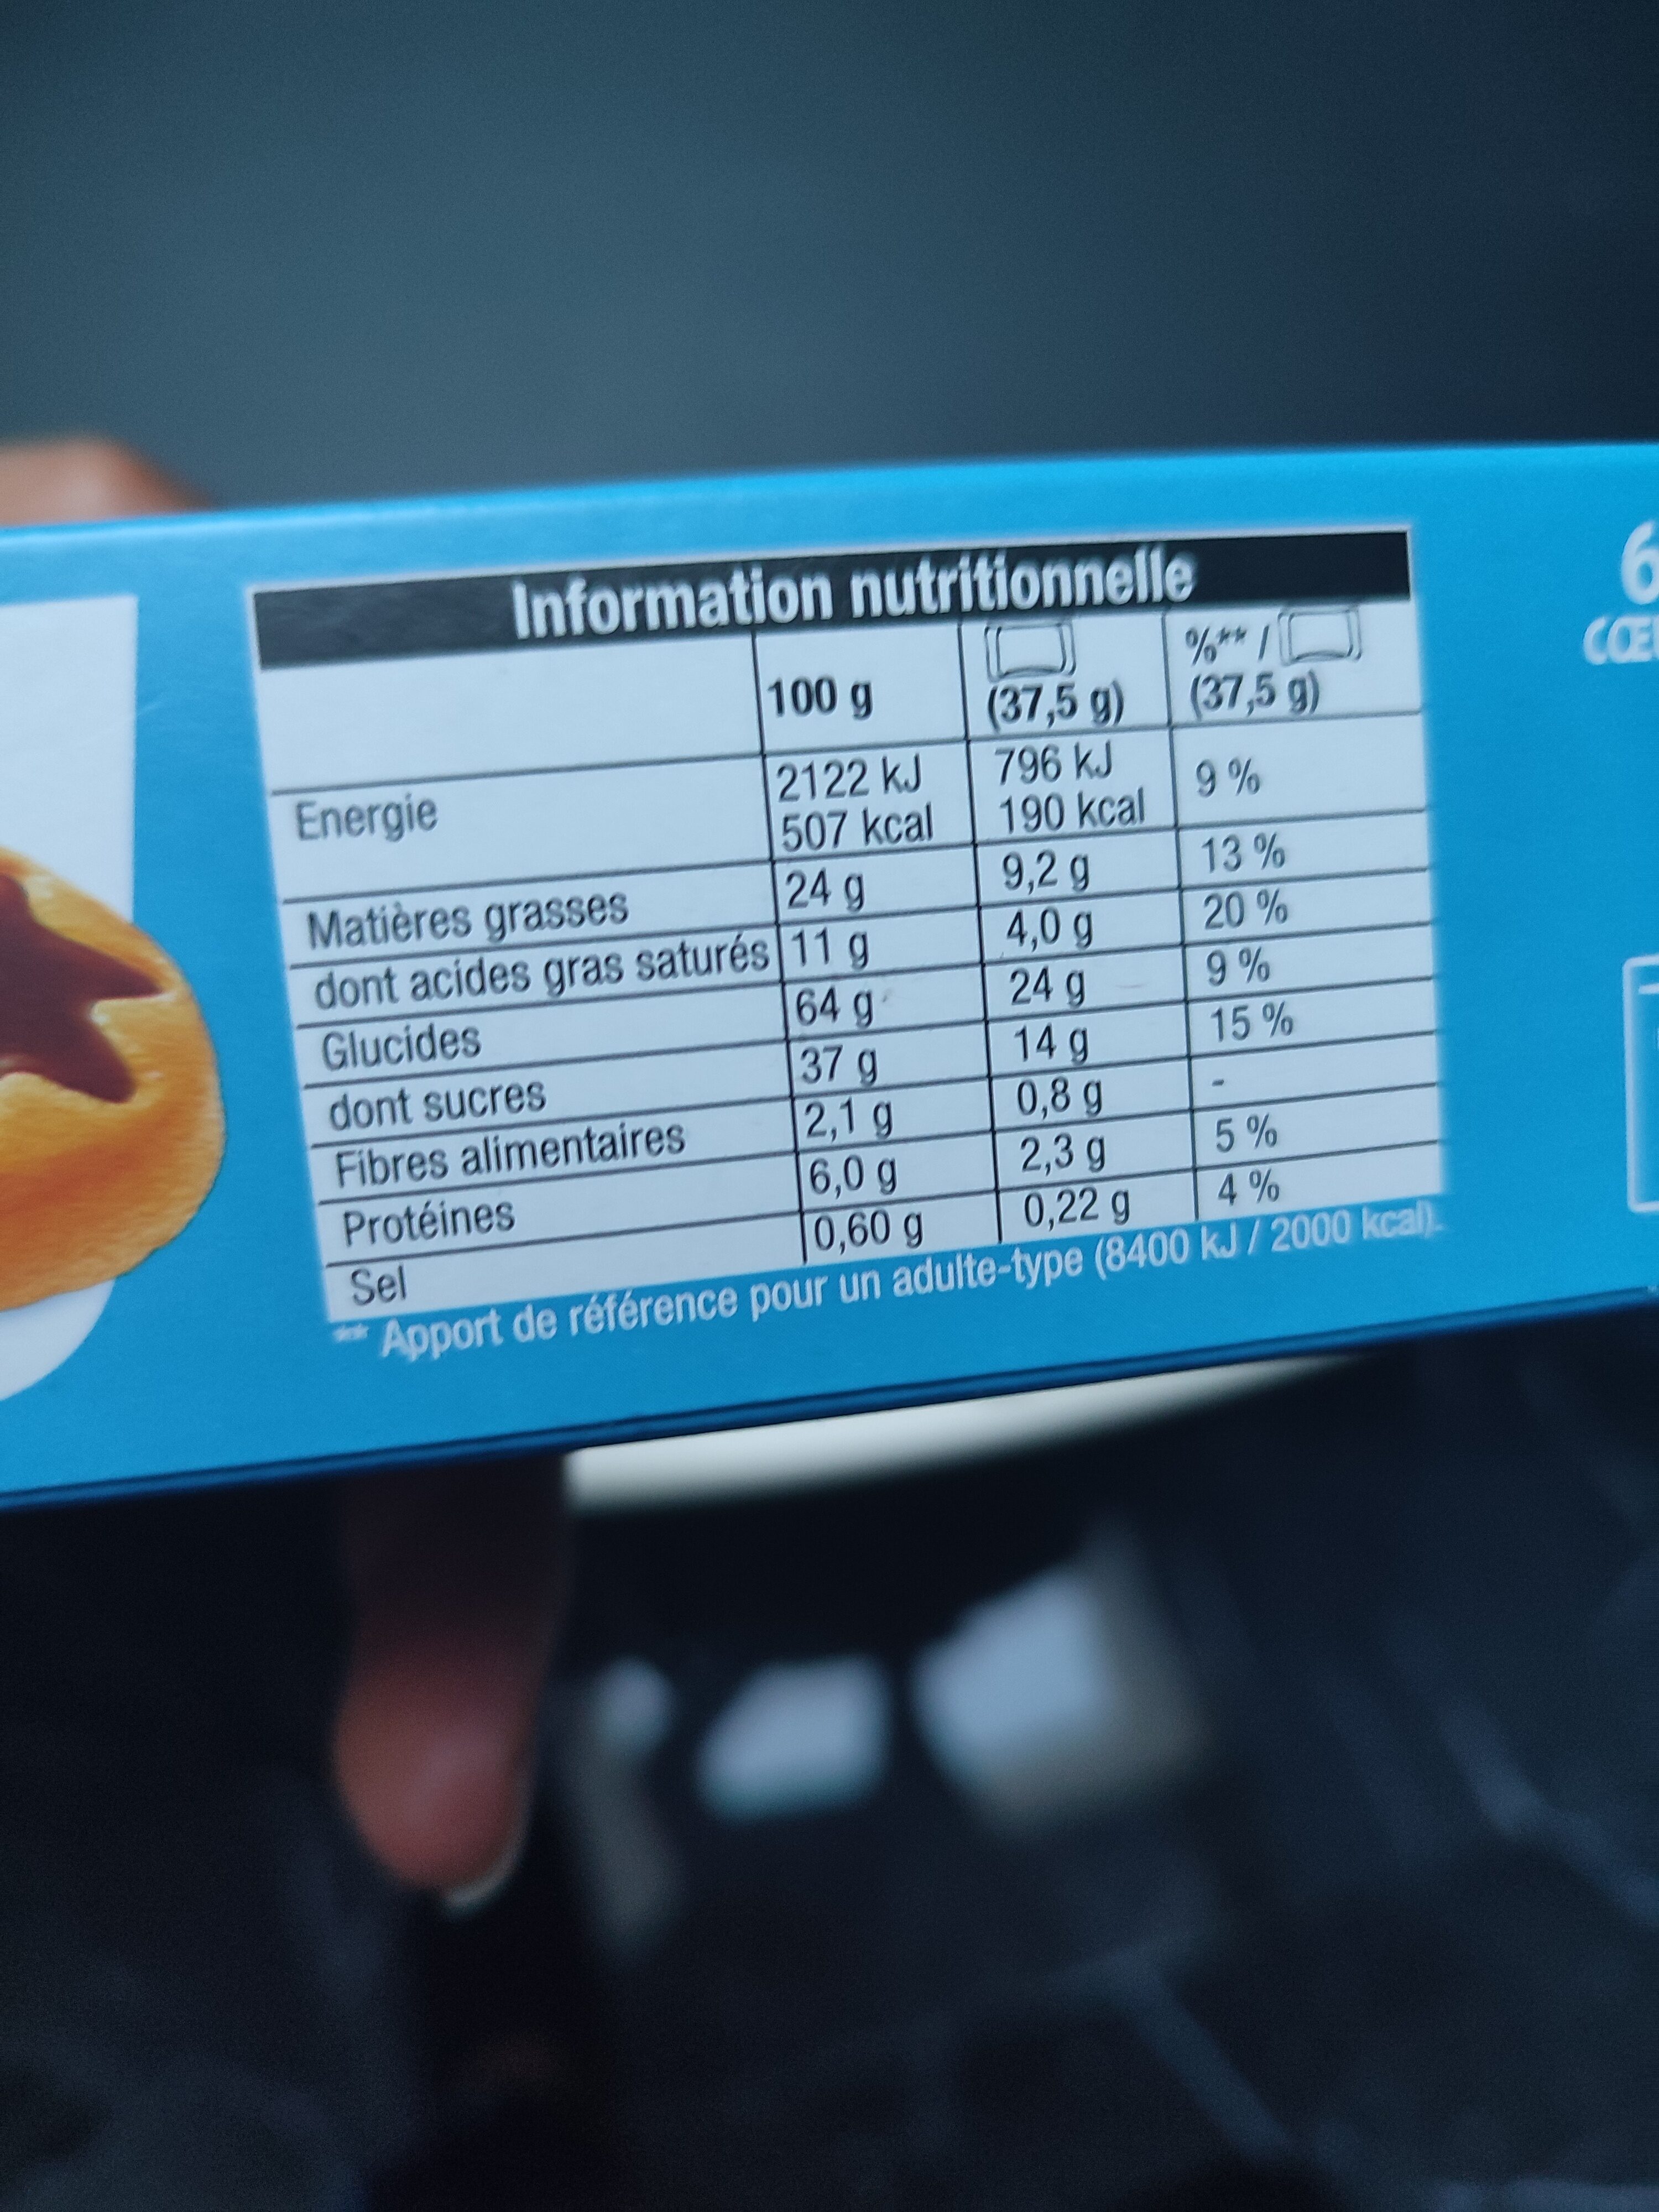 Information nutritionnelle
100 g (37,5 g) %** / (37,5 g)
Energie 2122 kJ 507 kcal 796 kJ 190 kcal 9 %
Matières grasses 24 g 9,2 g 13 %
dont acides gras saturés 11 g 4,0 g 20 %
Glucides 64 g 24 g 9 %
dont sucres 37 g 14 g 15 %
Fibres alimentaires 2,1 g 0,8 g -
Protéines 6,0 g 2,3 g 5 %
Sel 0,60 g 0,22 g 4 %
** Apport de référence pour un adulte-type (8400 kJ / 2000 kcal).
6